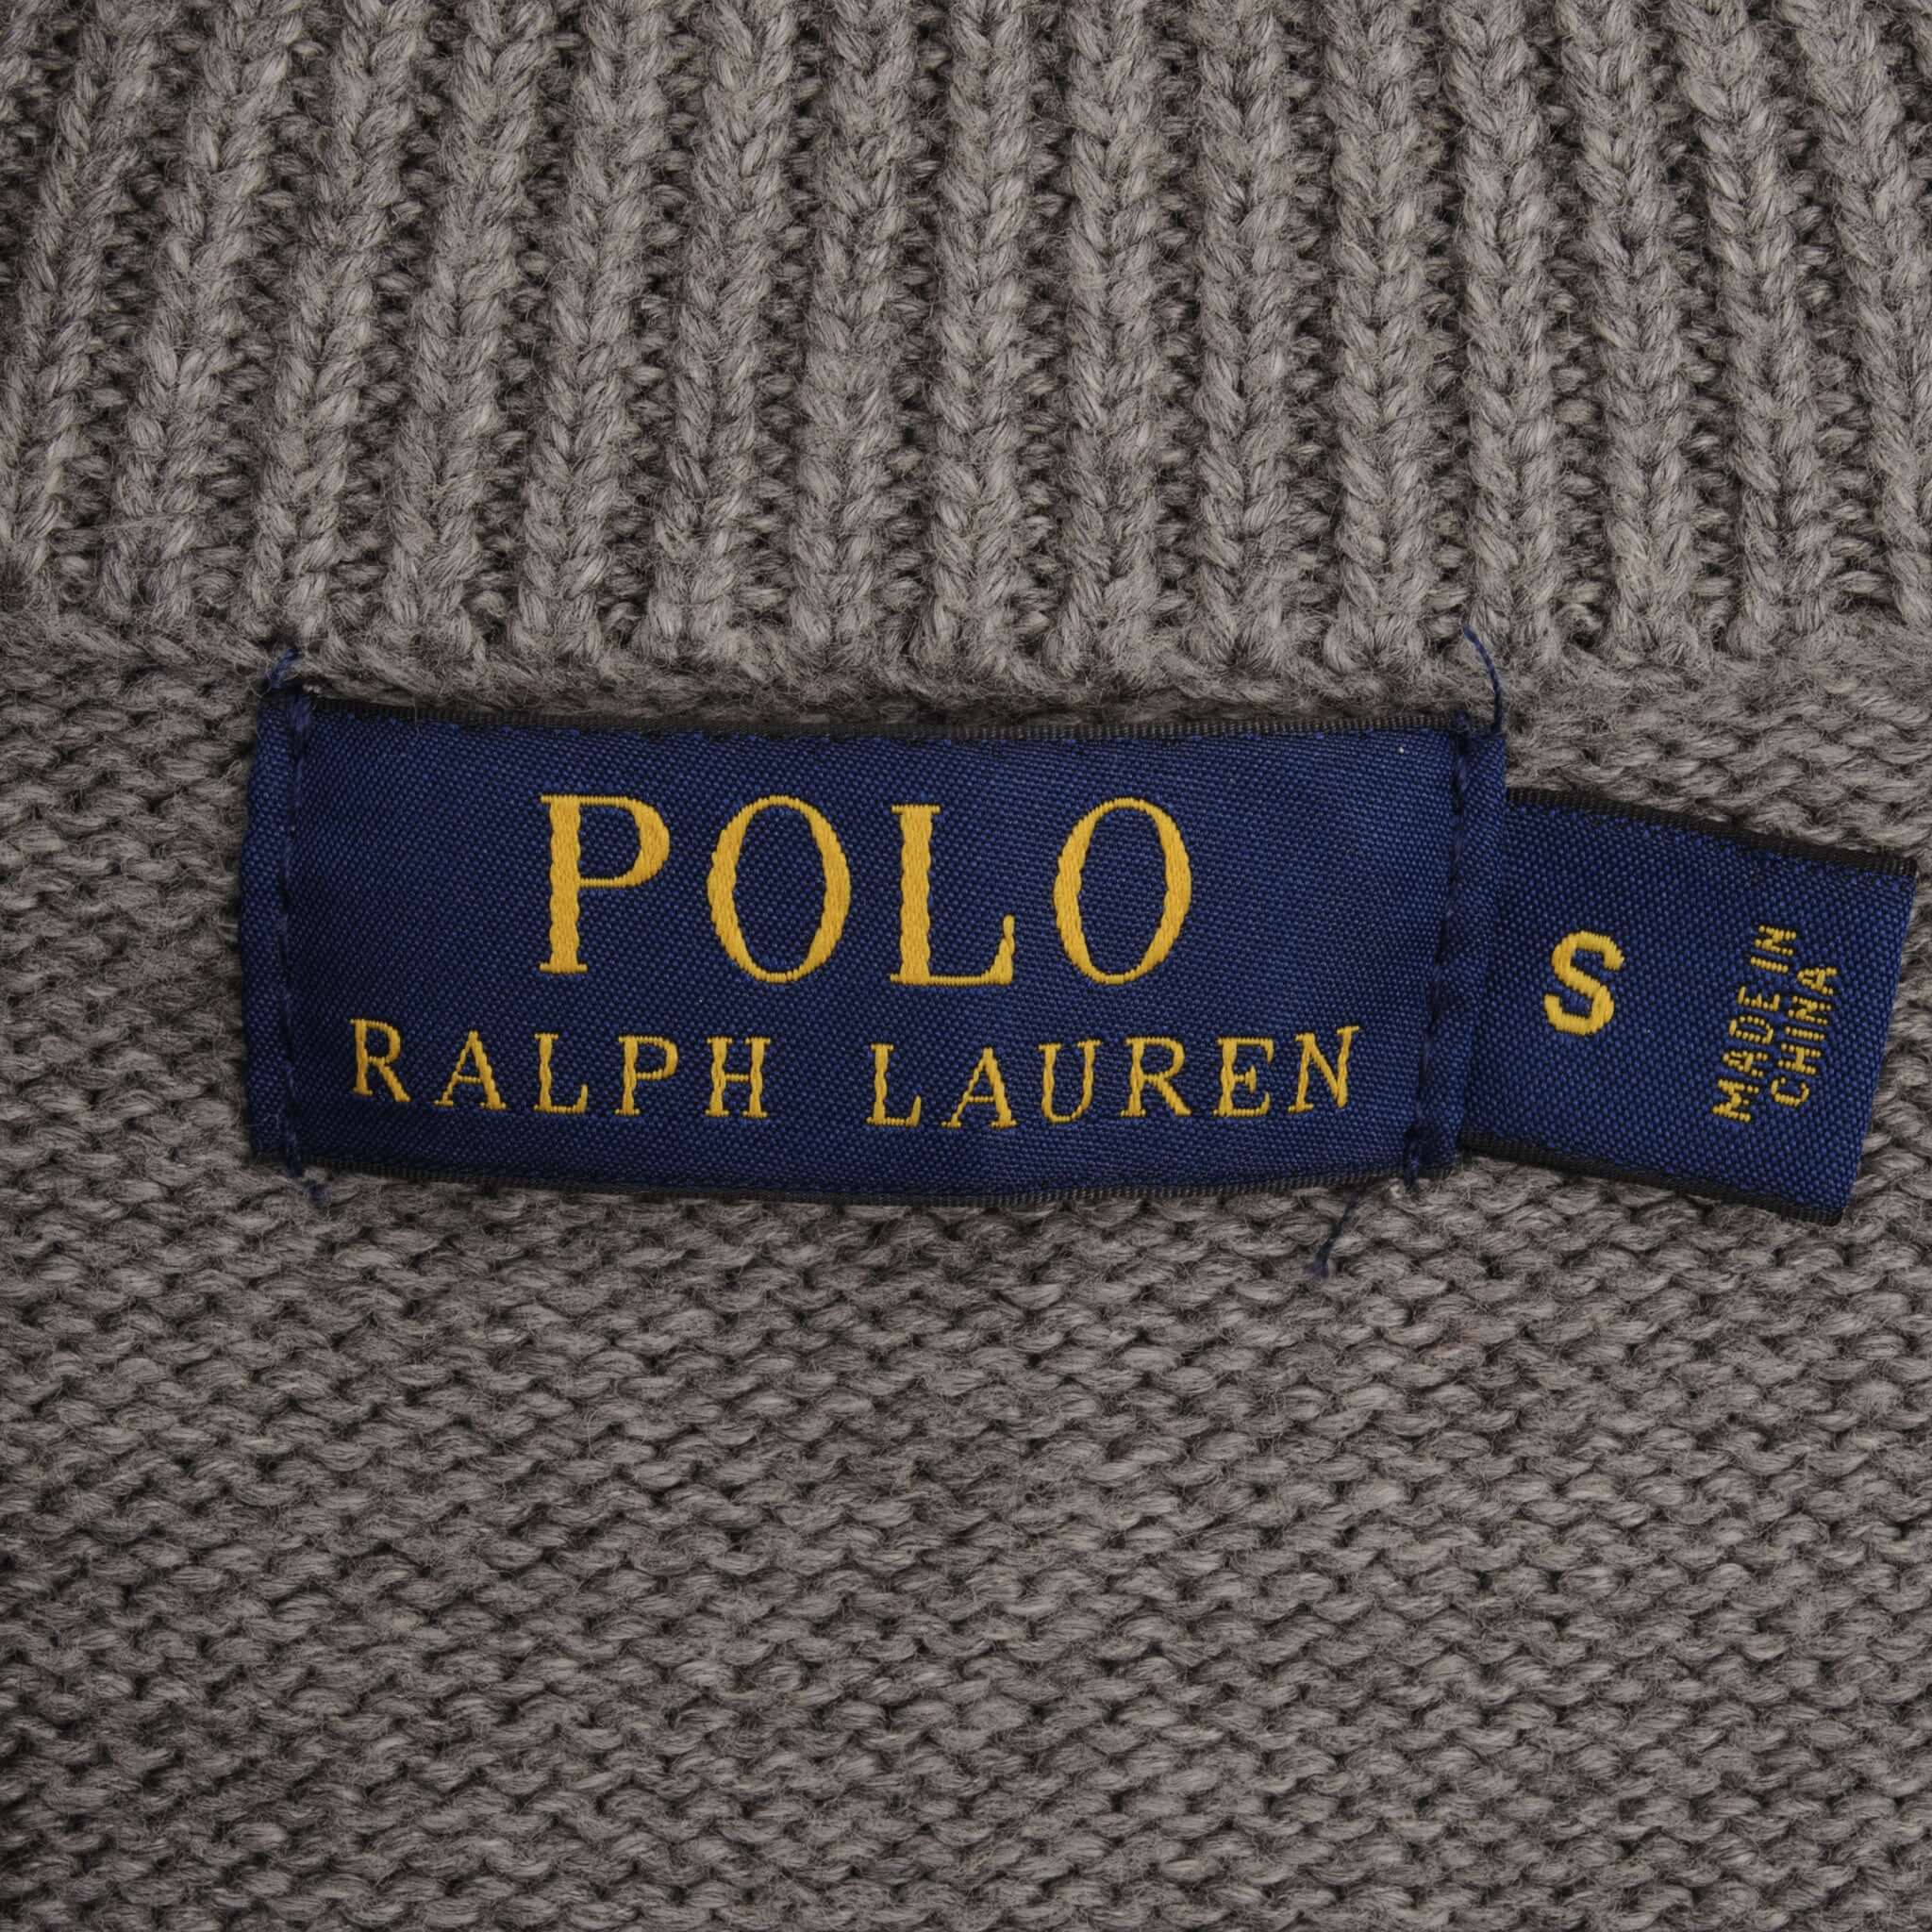 POLO
RALPH LAUREN
S
MADE IN
CHINA